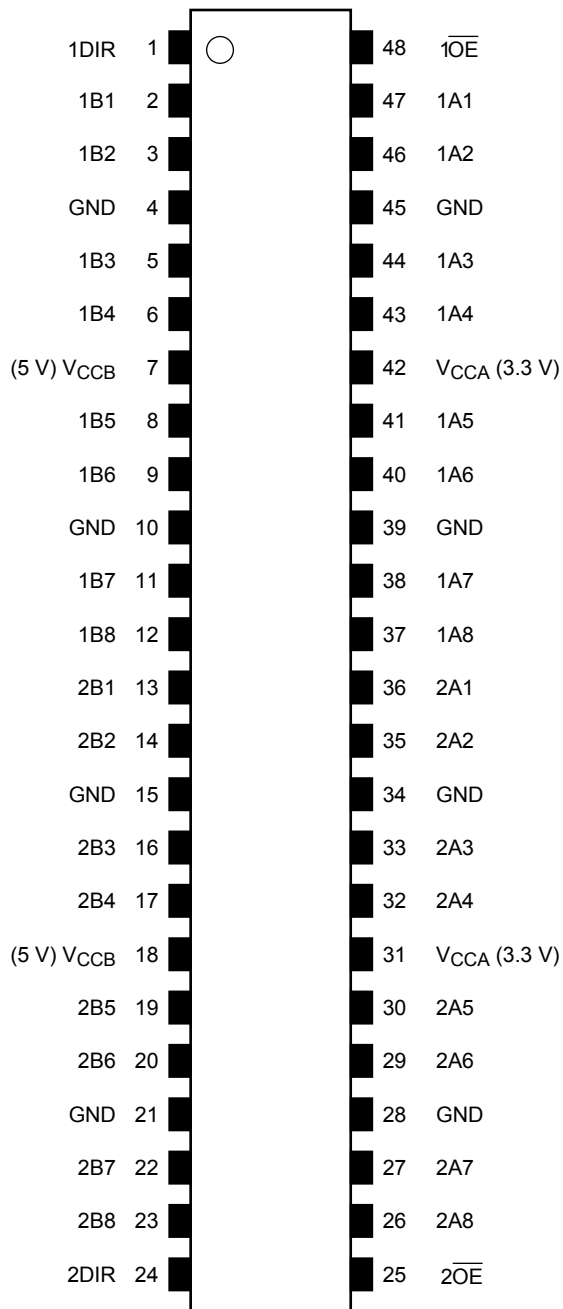 1DIR 1 48 1O̅E̅
1B1 2 47 1A1
1B2 3 46 1A2
GND 4 45 GND
1B3 5 44 1A3
1B4 6 43 1A4
(5 V) VCCB 7 42 VCCA (3.3 V)
1B5 8 41 1A5
1B6 9 40 1A6
GND 10 39 GND
1B7 11 38 1A7
1B8 12 37 1A8
2B1 13 36 2A1
2B2 14 35 2A2
GND 15 34 GND
2B3 16 33 2A3
2B4 17 32 2A4
(5 V) VCCB 18 31 VCCA (3.3 V)
2B5 19 30 2A5
2B6 20 29 2A6
GND 21 28 GND
2B7 22 27 2A7
2B8 23 26 2A8
2DIR 24 25 2O̅E̅